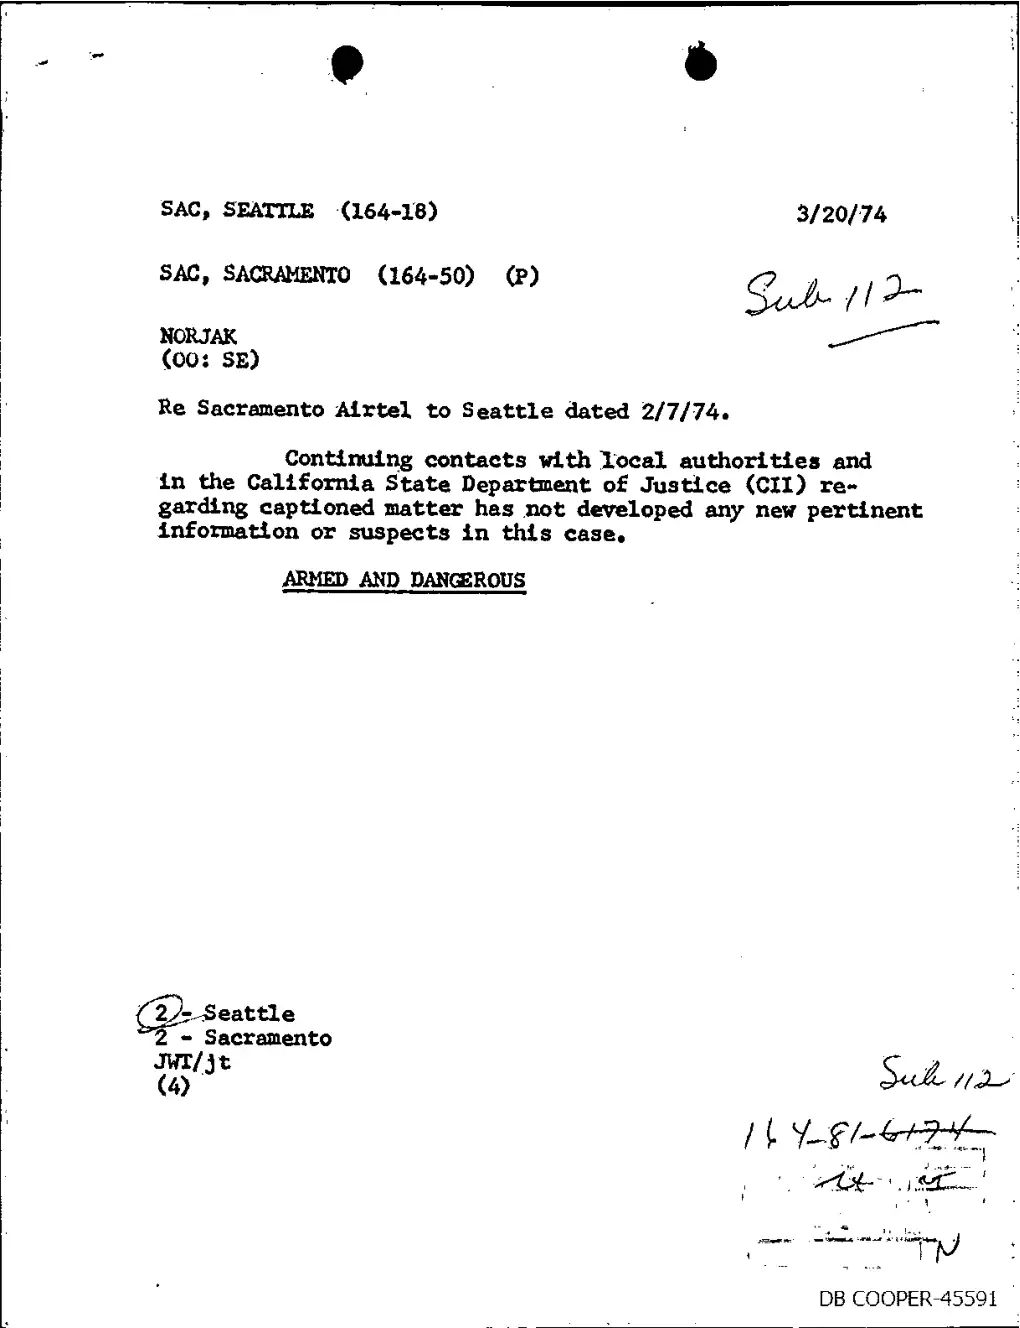 SAC, SEATTLE (164-18)
3/20/74
SAC, SACRAMENTO (164-50) (P)
Sub 112
NORJAK
(OO: SE)
Re Sacramento Airtel to Seattle dated 2/7/74.
Continuing contacts with local authorities and
in the California State Department of Justice (CII) re-
garding captioned matter has not developed any new pertinent
information or suspects in this case.
ARMED AND DANGEROUS
2 - Seattle
2 - Sacramento
JWT/jt
(4)
Sub 112
164-81-6174
DB COOPER-45591